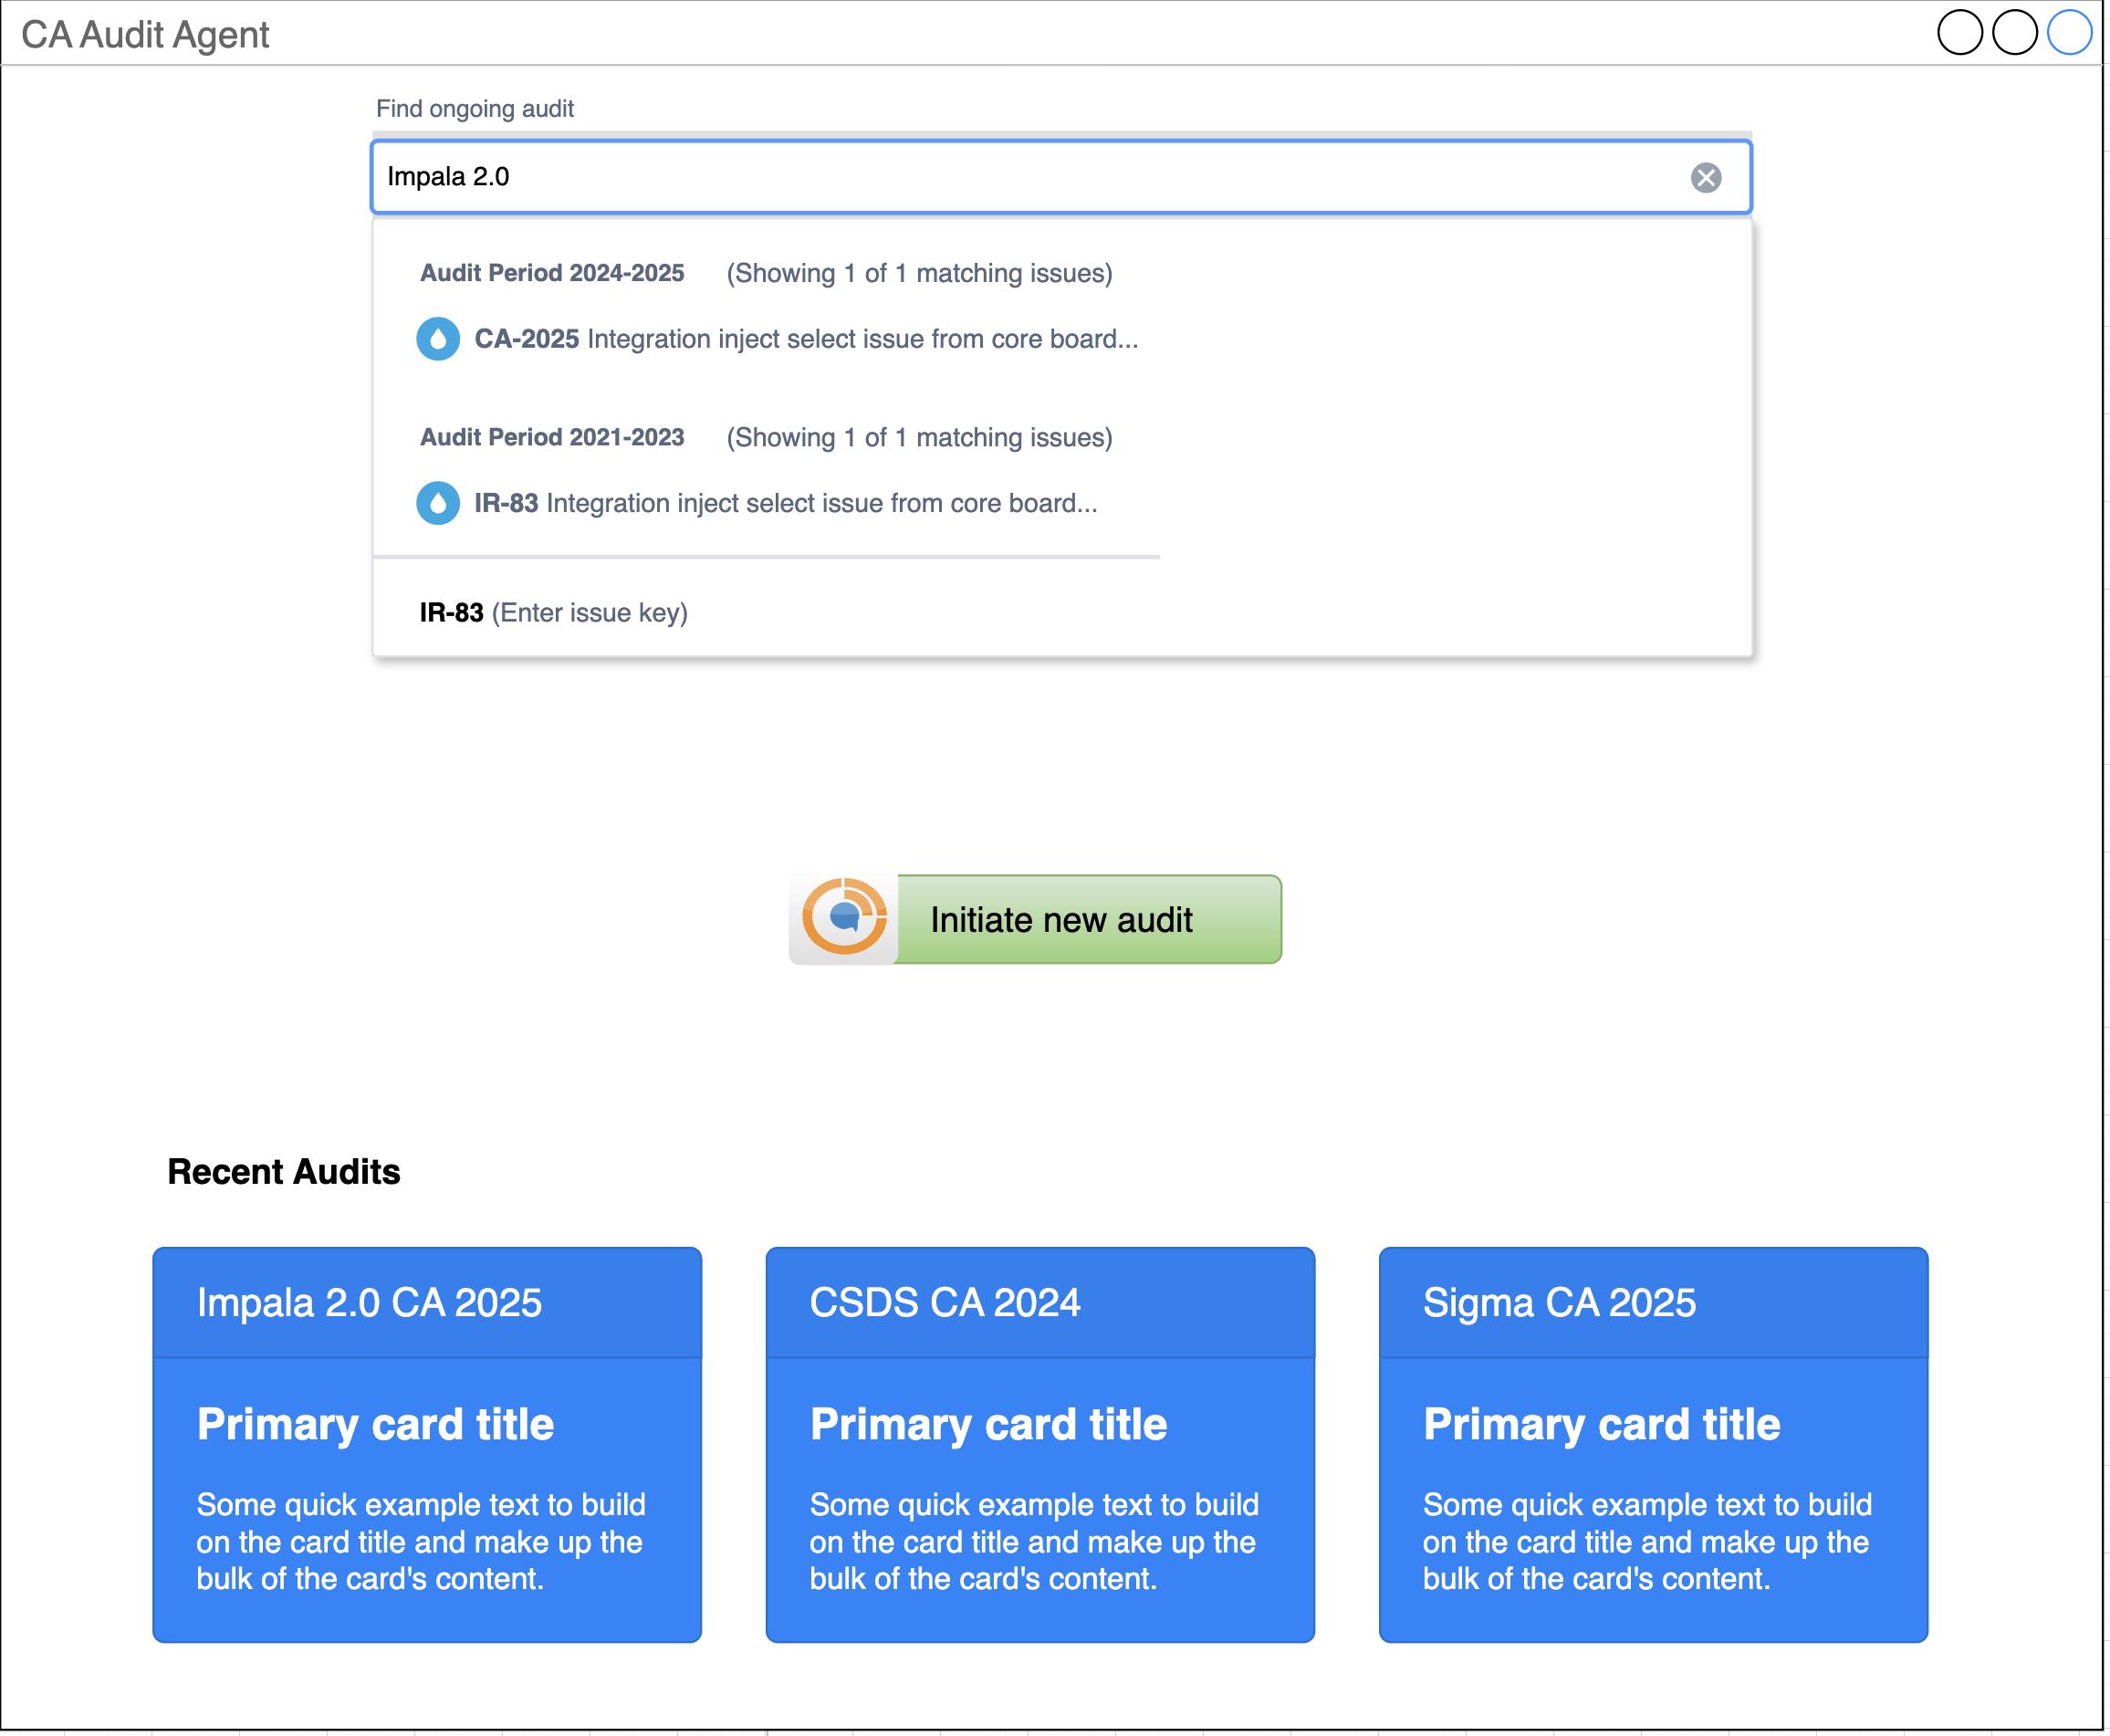 CA Audit Agent
Find ongoing audit
Impala 2.0
Audit Period 2024-2025 (Showing 1 of 1 matching issues)
CA-2025 Integration inject select issue from core board...
Audit Period 2021-2023 (Showing 1 of 1 matching issues)
IR-83 Integration inject select issue from core board...
IR-83 (Enter issue key)
Initiate new audit
Recent Audits
Impala 2.0 CA 2025
Primary card title
Some quick example text to build
on the card title and make up the
bulk of the card's content.
CSDS CA 2024
Primary card title
Some quick example text to build
on the card title and make up the
bulk of the card's content.
Sigma CA 2025
Primary card title
Some quick example text to build
on the card title and make up the
bulk of the card's content.